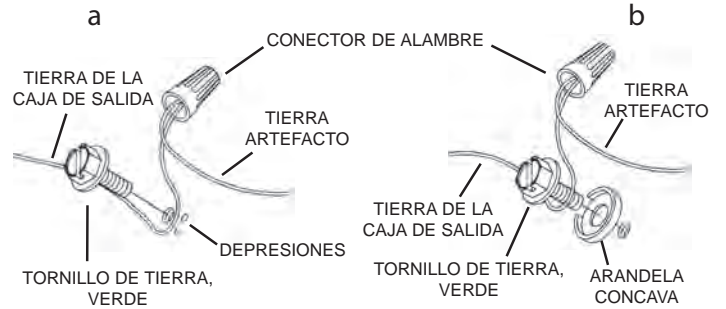 a
b
CONECTOR DE ALAMBRE
TIERRA DE LA
CAJA DE SALIDA
TIERRA
ARTEFACTO
DEPRESIONES
TORNILLO DE TIERRA,
VERDE
TIERRA
ARTEFACTO
TIERRA DE LA
CAJA DE SALIDA
TORNILLO DE TIERRA,
VERDE
ARANDELA
CONCAVA